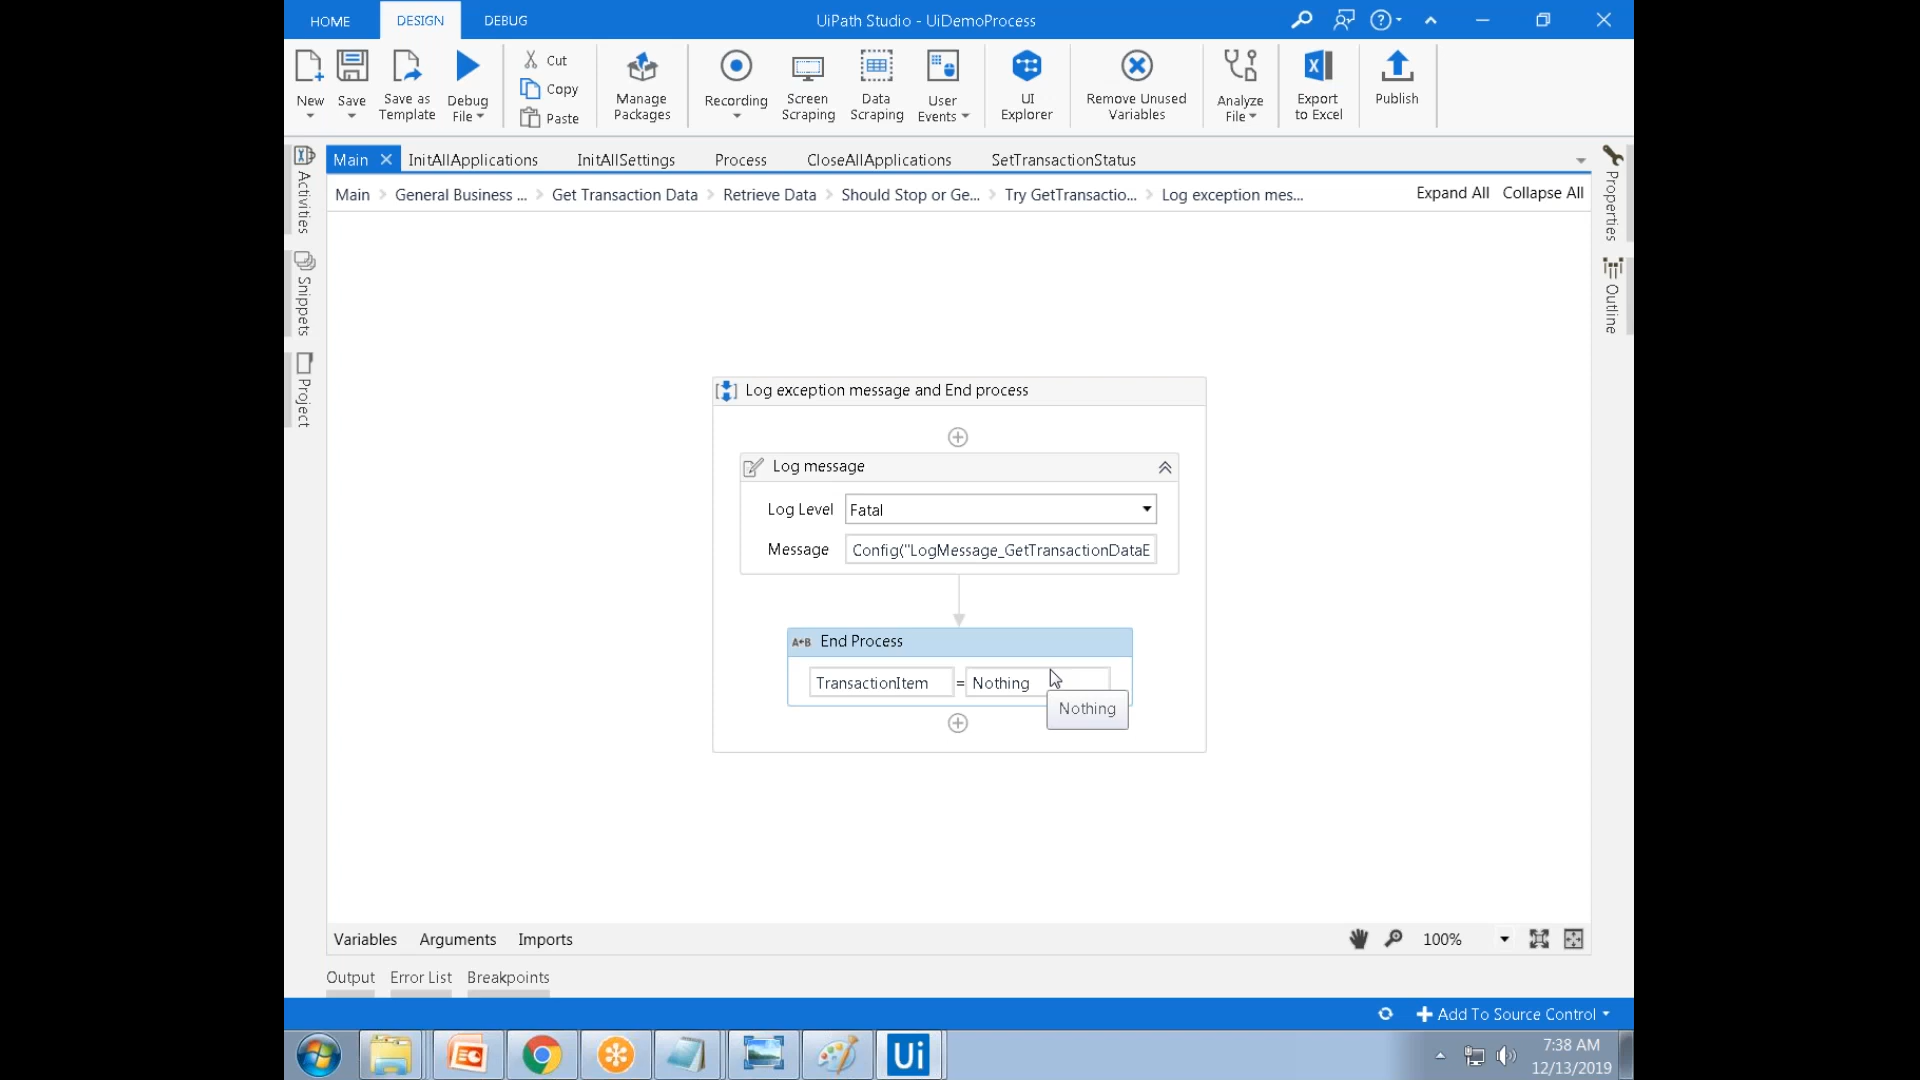 HOME DESIGN DEBUG UiPath Studio - UiDemoProcess
New Save Save as Template Debug File Cut Copy Paste Manage Packages Recording Screen Scraping Data Scraping User Events UI Explorer Remove Unused Variables Analyze File Export to Excel Publish
Main InitAllApplications InitAllSettings Process CloseAllApplications SetTransactionStatus
Main General Business ... Get Transaction Data Retrieve Data Should Stop or Ge... Try GetTransactio... Log exception mes... Expand All Collapse All
Activities
Snippets
Project
Properties
Outline
Log exception message and End process
Log message
Log Level Fatal
Message Config("LogMessage_GetTransactionDataE
End Process
TransactionItem = Nothing
Nothing
Variables Arguments Imports 100%
Output Error List Breakpoints
Add To Source Control
Ui
7:38 AM
12/13/2019